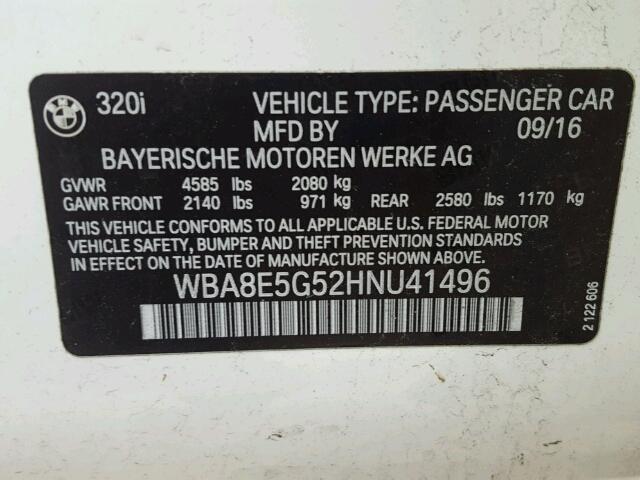 BMW
320i VEHICLE TYPE: PASSENGER CAR
MFD BY 09/16
BAYERISCHE MOTOREN WERKE AG
GVWR 4585 lbs 2080 kg
GAWR FRONT 2140 lbs 971 kg REAR 2580 lbs 1170 kg
THIS VEHICLE CONFORMS TO ALL APPLICABLE U.S. FEDERAL MOTOR
VEHICLE SAFETY, BUMPER AND THEFT PREVENTION STANDARDS
IN EFFECT ON THE DATE OF MANUFACTURE SHOWN ABOVE.
WBA8E5G52HNU41496
2 122 606